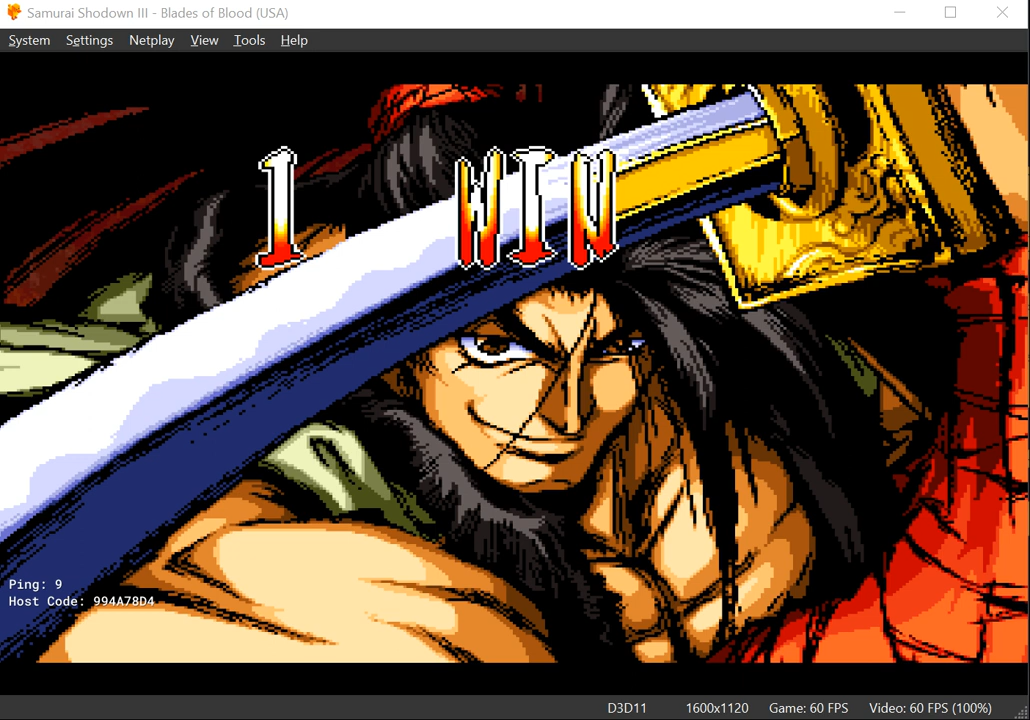 Samurai Shodown III - Blades of Blood (USA)
System Settings Netplay View Tools Help
1 WIN
Ping: 9
Host Code: 994A78D4
D3D11 1600x1120 Game: 60 FPS Video: 60 FPS (100%)